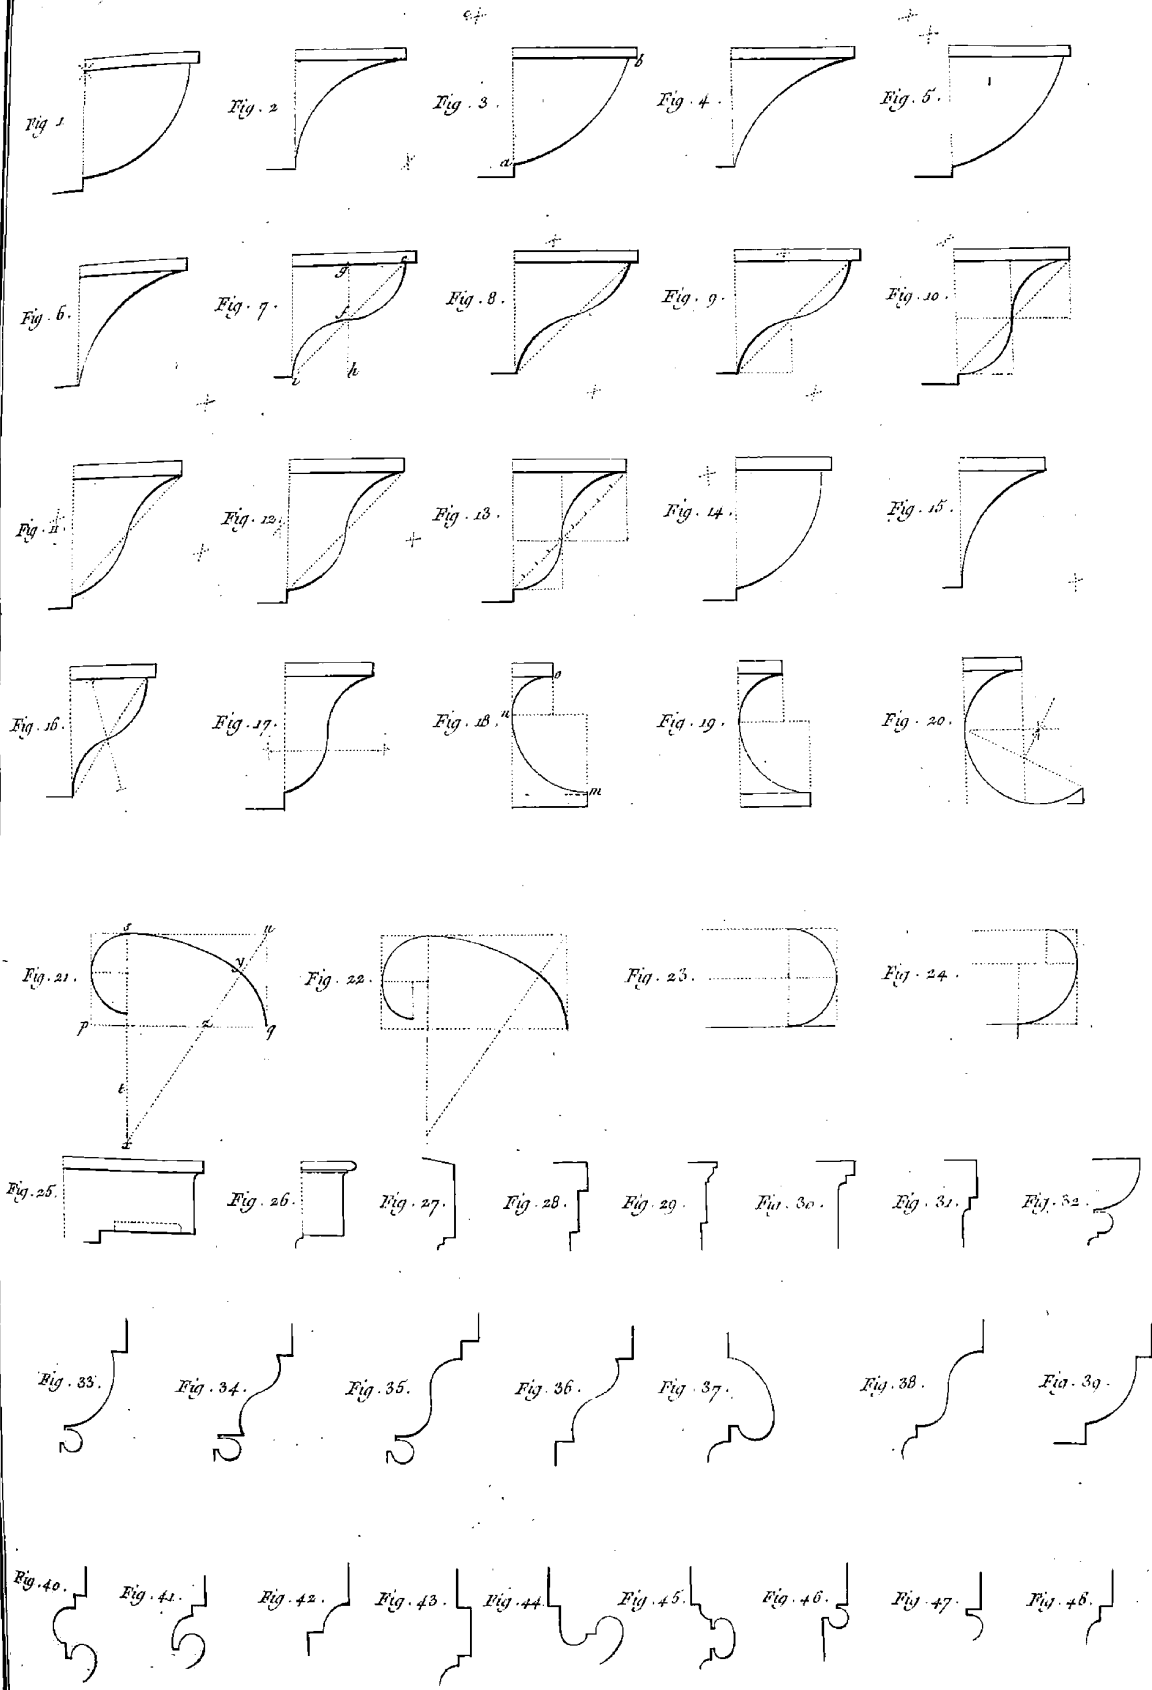 Fig 1
Fig. 2
Fig. 3.
a
b
Fig. 4.
Fig. 5.
Fig. 6.
Fig. 7.
g
e
f
i
h
Fig. 8.
Fig. 9.
Fig. 10.
Fig. 11.
Fig. 12.
Fig. 13.
Fig. 14.
Fig. 15.
Fig. 16.
Fig. 17.
Fig. 18.
n
o
m
Fig. 19.
Fig. 20.
Fig. 21.
s
u
y
p
z
q
t
x
Fig. 22.
Fig. 23.
Fig. 24.
Fig. 25.
Fig. 26.
Fig. 27.
Fig. 28.
Fig. 29.
Fig. 30.
Fig. 31.
Fig. 32.
Fig. 33.
Fig. 34.
Fig. 35.
Fig. 36.
Fig. 37.
Fig. 38.
Fig. 39.
Fig. 40.
Fig. 41.
Fig. 42.
Fig. 43.
Fig. 44.
Fig. 45.
Fig. 46.
Fig. 47.
Fig. 48.